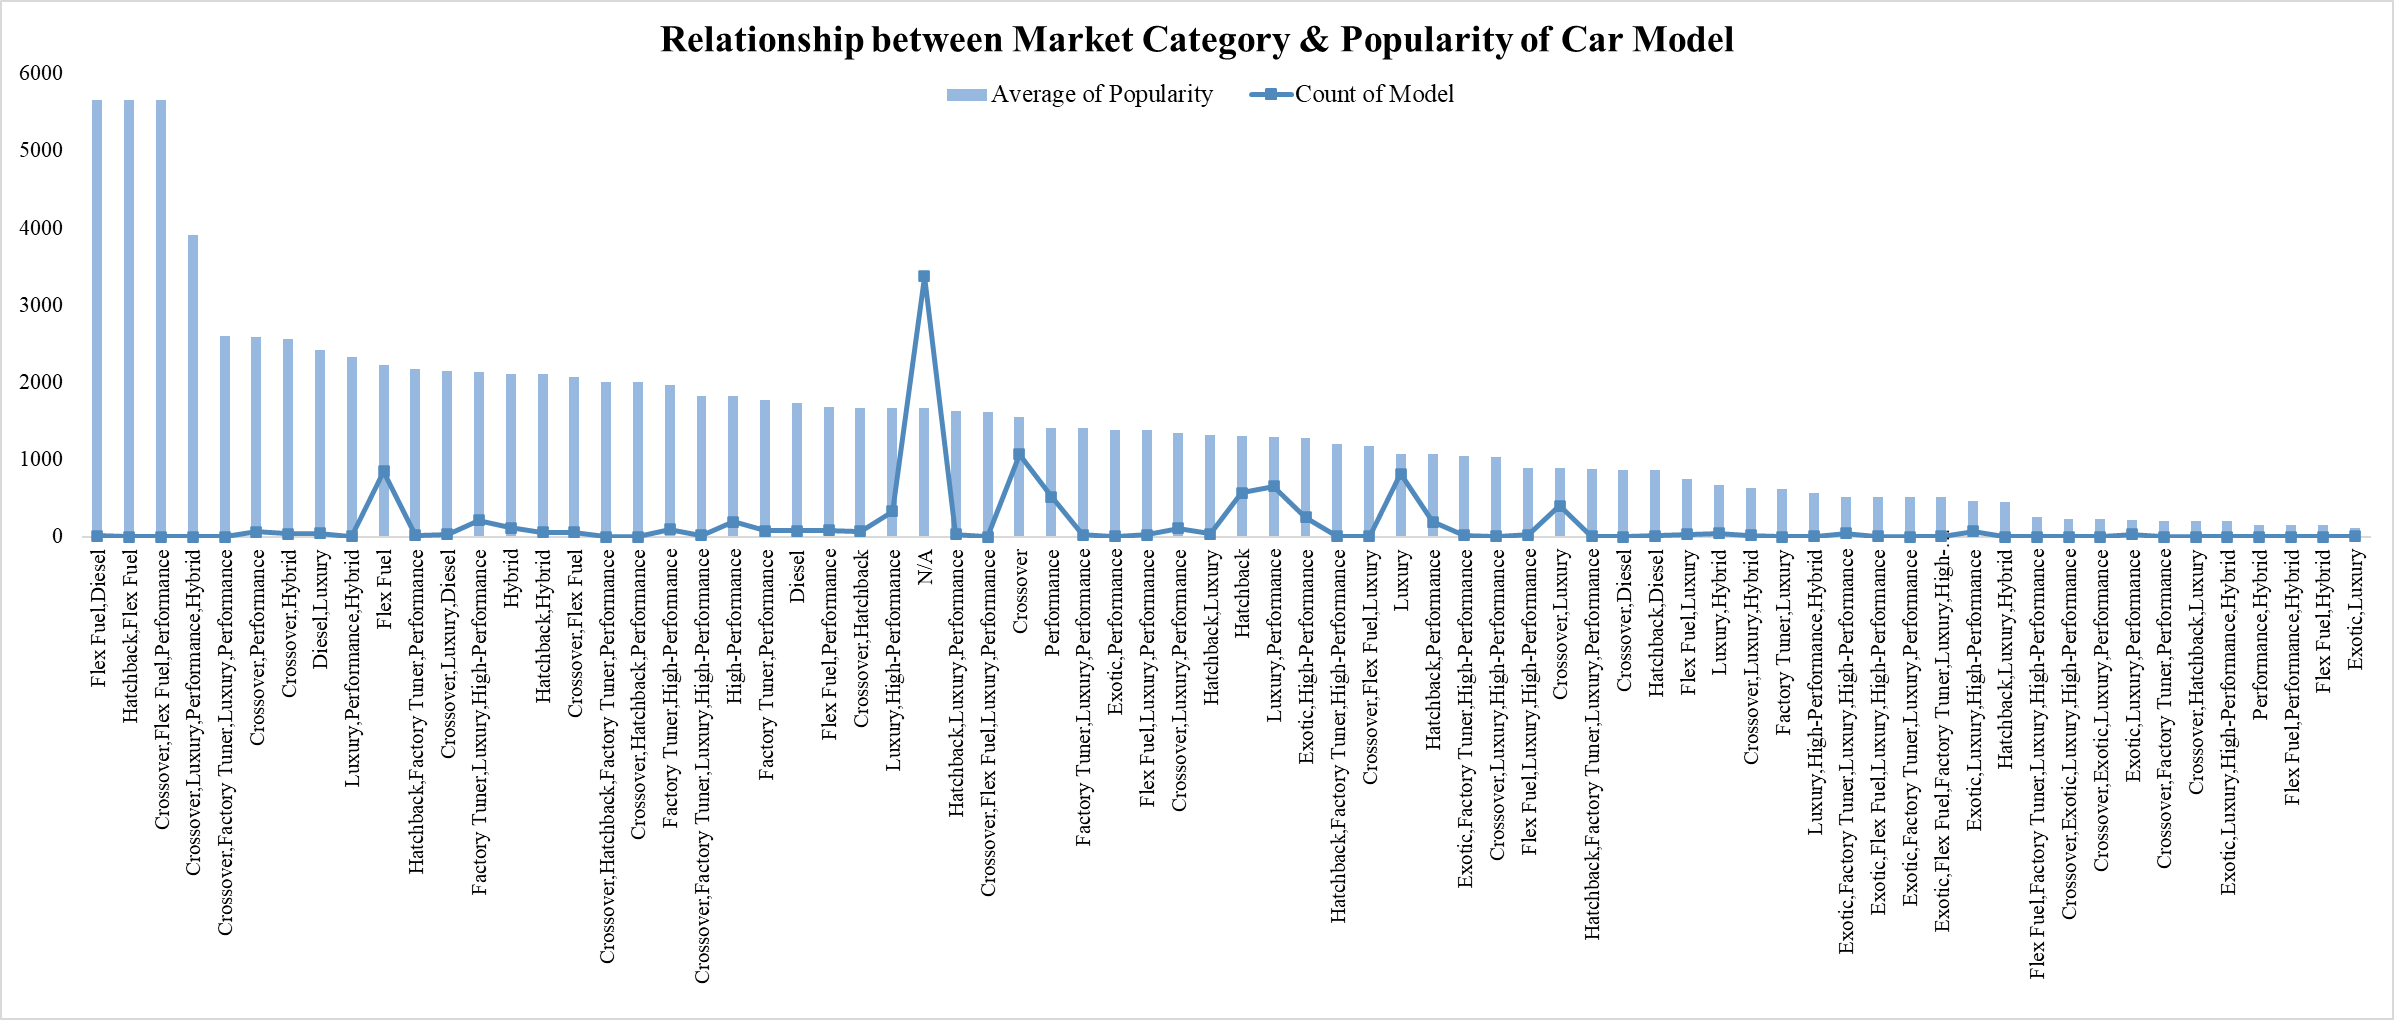 Relationship between Market Category & Popularity of Car Model
Average of Popularity
Count of Model
6000
5000
4000
3000
2000
1000
0
Flex Fuel,Diesel
Hatchback,Flex Fuel
Crossover,Flex Fuel,Performance
Crossover,Luxury,Performance,Hybrid
Crossover,Factory Tuner,Luxury,Performance
Crossover,Performance
Crossover,Hybrid
Diesel,Luxury
Luxury,Performance,Hybrid
Flex Fuel
Hatchback,Factory Tuner,Performance
Crossover,Luxury,Diesel
Factory Tuner,Luxury,High-Performance
Hybrid
Hatchback,Hybrid
Crossover,Flex Fuel
Crossover,Hatchback,Factory Tuner,Performance
Crossover,Hatchback,Performance
Factory Tuner,High-Performance
Crossover,Factory Tuner,Luxury,High-Performance
High-Performance
Factory Tuner,Performance
Diesel
Flex Fuel,Performance
Crossover,Hatchback
Luxury,High-Performance
N/A
Hatchback,Luxury,Performance
Crossover,Flex Fuel,Luxury,Performance
Crossover
Performance
Factory Tuner,Luxury,Performance
Exotic,Performance
Flex Fuel,Luxury,Performance
Crossover,Luxury,Performance
Hatchback,Luxury
Hatchback
Luxury,Performance
Exotic,High-Performance
Hatchback,Factory Tuner,High-Performance
Crossover,Flex Fuel,Luxury
Luxury
Hatchback,Performance
Exotic,Factory Tuner,High-Performance
Crossover,Luxury,High-Performance
Flex Fuel,Luxury,High-Performance
Crossover,Luxury
Hatchback,Factory Tuner,Luxury,Performance
Crossover,Diesel
Hatchback,Diesel
Flex Fuel,Luxury
Luxury,Hybrid
Crossover,Luxury,Hybrid
Factory Tuner,Luxury
Luxury,High-Performance,Hybrid
Exotic,Factory Tuner,Luxury,High-Performance
Exotic,Flex Fuel,Luxury,High-Performance
Exotic,Factory Tuner,Luxury,Performance
Exotic,Flex Fuel,Factory Tuner,Luxury,High-…
Exotic,Luxury,High-Performance
Hatchback,Luxury,Hybrid
Flex Fuel,Factory Tuner,Luxury,High-Performance
Crossover,Exotic,Luxury,High-Performance
Crossover,Exotic,Luxury,Performance
Exotic,Luxury,Performance
Crossover,Factory Tuner,Performance
Crossover,Hatchback,Luxury
Exotic,Luxury,High-Performance,Hybrid
Performance,Hybrid
Flex Fuel,Performance,Hybrid
Flex Fuel,Hybrid
Exotic,Luxury